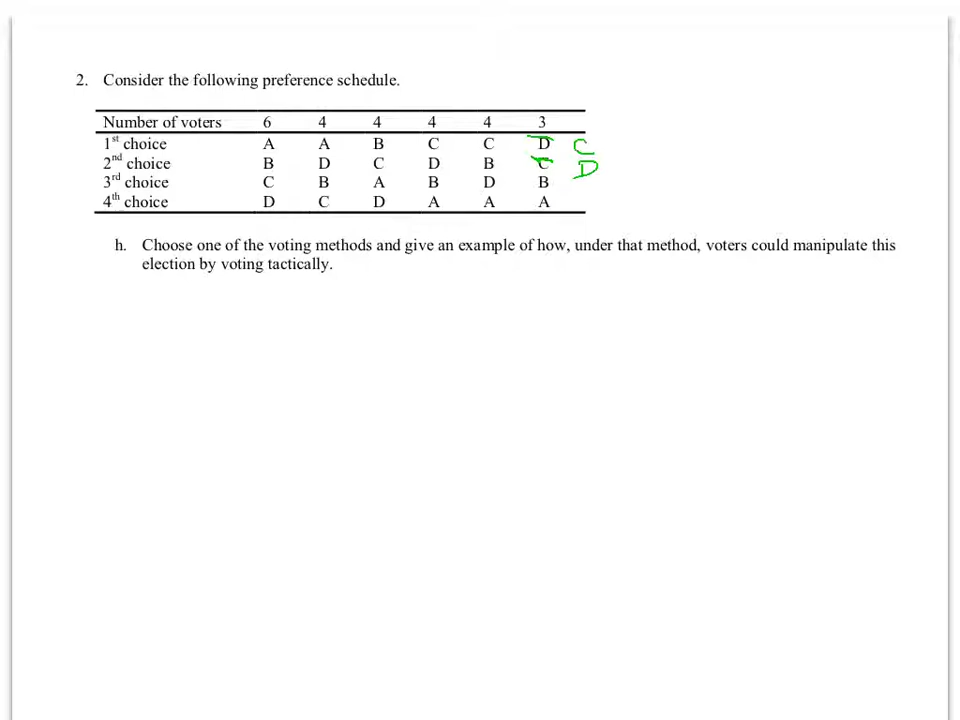 2. Consider the following preference schedule.
Number of voters 6 4 4 4 4 3
1st choice A A B C C D C
2nd choice B D C D B C D
3rd choice C B A B D B
4th choice D C D A A A
h. Choose one of the voting methods and give an example of how, under that method, voters could manipulate this
election by voting tactically.